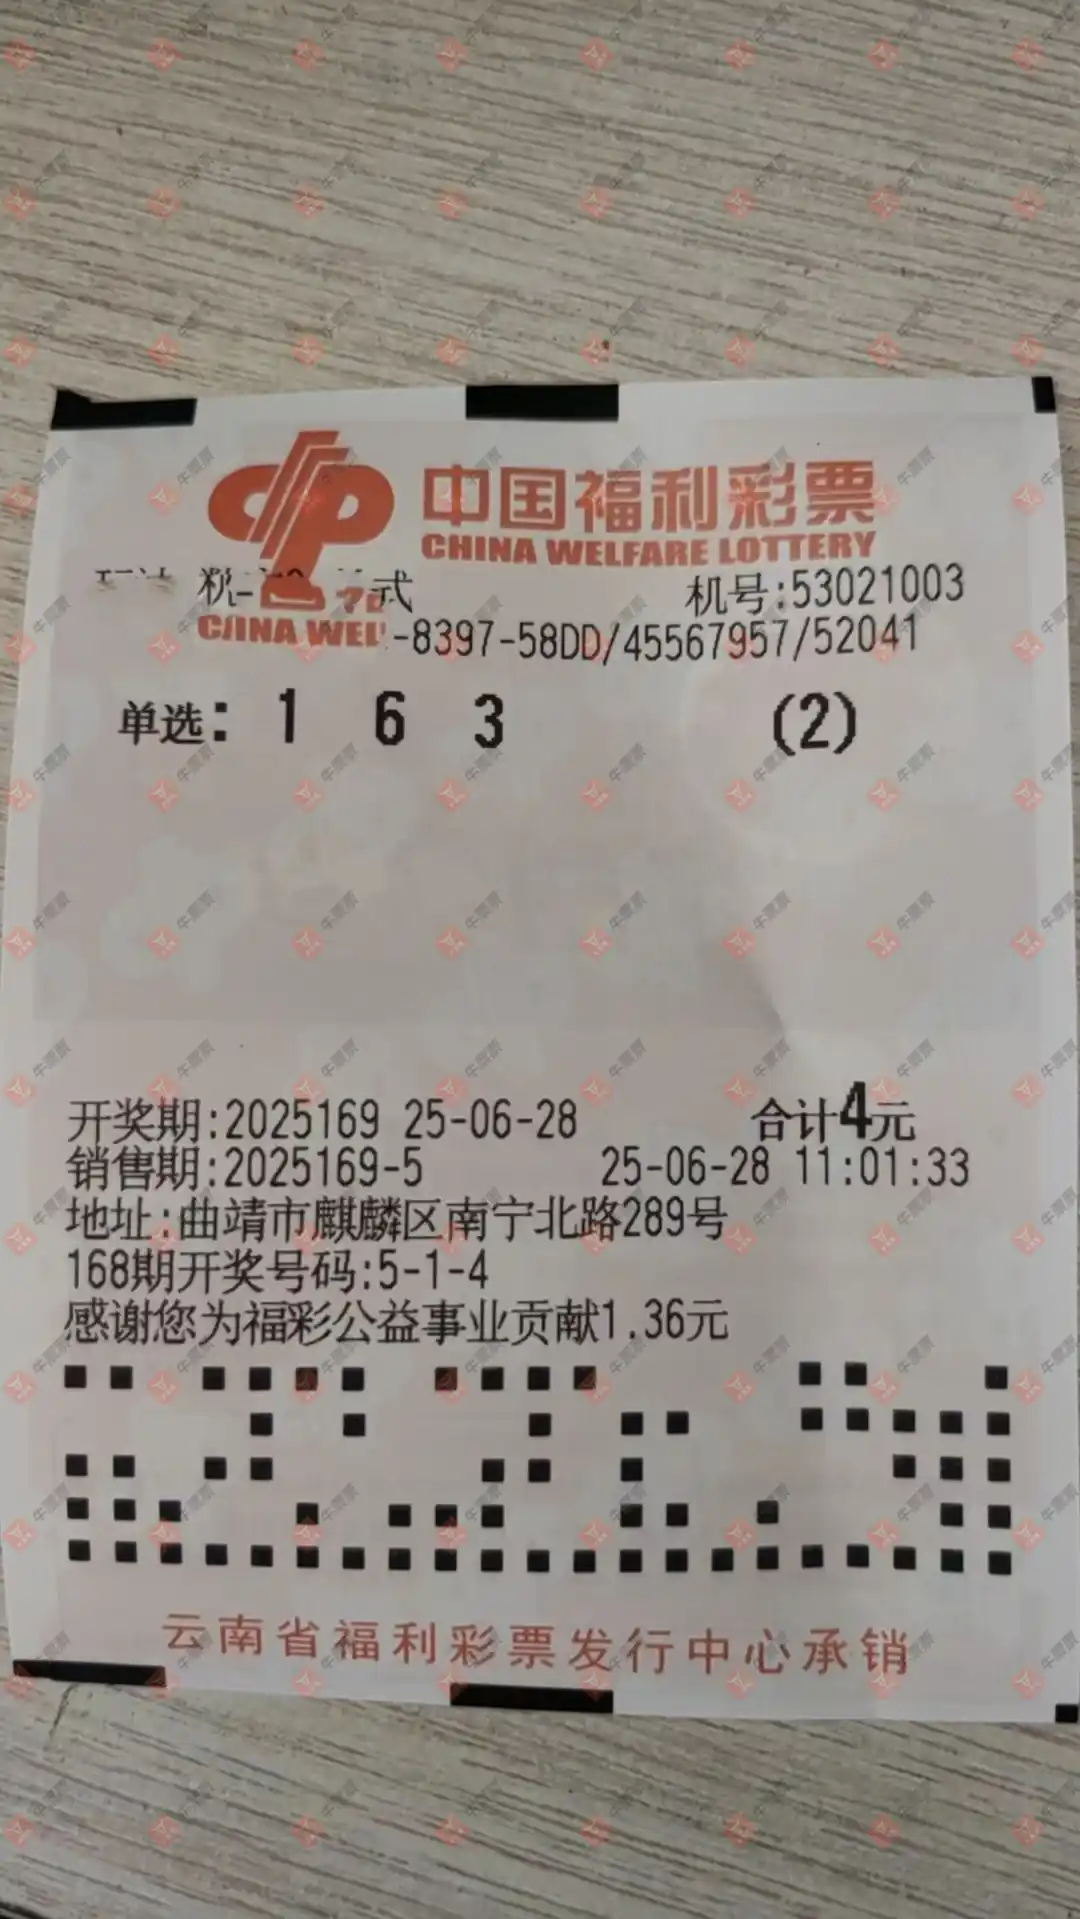 中国福利彩票
CHINA WELFARE LOTTERY
式 机号:53021003
CHINA WEL -8397-58DD/45567957/52041
单选: 1 6 3 (2)
开奖期:2025169 25-06-28 合计4元
销售期:2025169-5 25-06-28 11:01:33
地址:曲靖市麒麟区南宁北路289号
168期开奖号码:5-1-4
感谢您为福彩公益事业贡献1.36元
云南省福利彩票发行中心承销